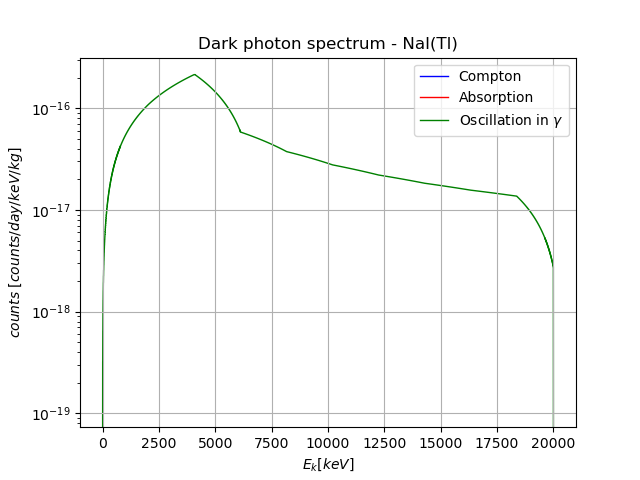 Dark photon spectrum - NaI(Tl)
Compton
Absorption
Oscillation in γ
10⁻¹⁶
10⁻¹⁷
10⁻¹⁸
10⁻¹⁹
counts [counts/day/keV/kg]
0 2500 5000 7500 10000 12500 15000 17500 20000
E_k[keV]